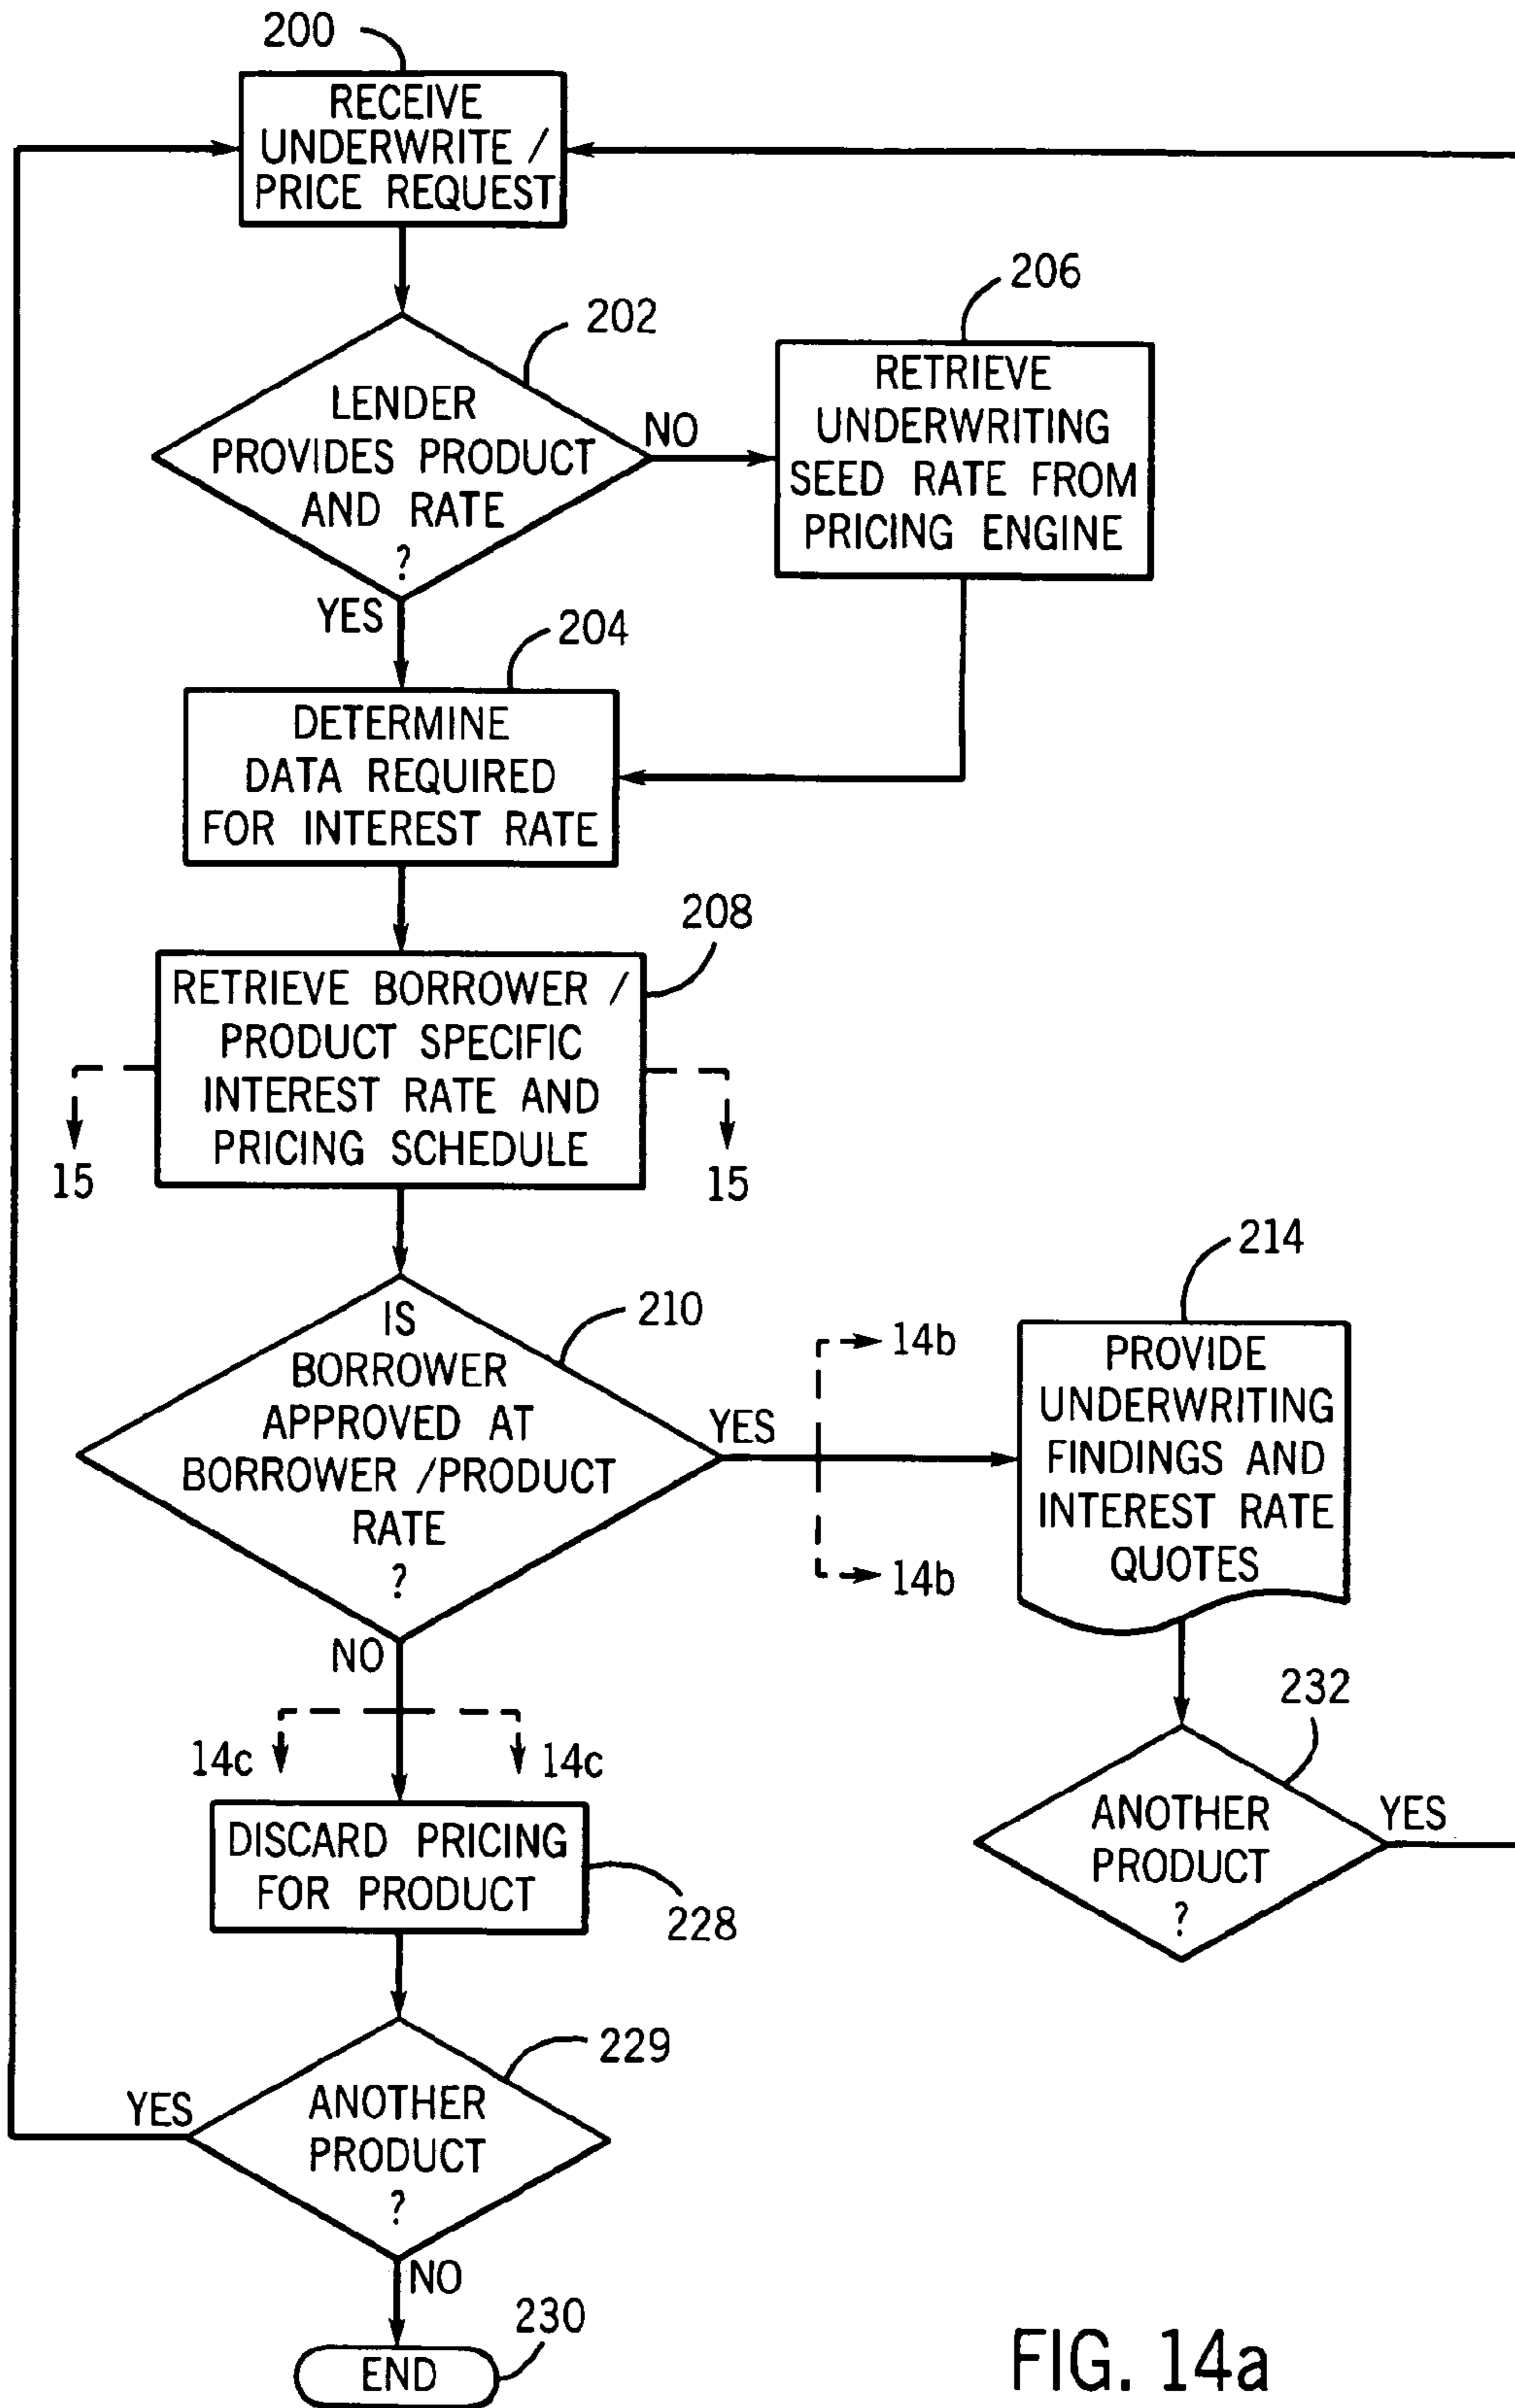 200
RECEIVE
UNDERWRITE /
PRICE REQUEST
202
LENDER
PROVIDES PRODUCT
AND RATE
?
NO
YES
206
RETRIEVE
UNDERWRITING
SEED RATE FROM
PRICING ENGINE
204
DETERMINE
DATA REQUIRED
FOR INTEREST RATE
208
RETRIEVE BORROWER /
PRODUCT SPECIFIC
INTEREST RATE AND
PRICING SCHEDULE
15
15
210
IS
BORROWER
APPROVED AT
BORROWER /PRODUCT
RATE
?
YES
NO
14b
14b
214
PROVIDE
UNDERWRITING
FINDINGS AND
INTEREST RATE
QUOTES
232
ANOTHER
PRODUCT
?
YES
14c
14c
DISCARD PRICING
FOR PRODUCT
228
229
ANOTHER
PRODUCT
?
YES
NO
230
END
FIG. 14a